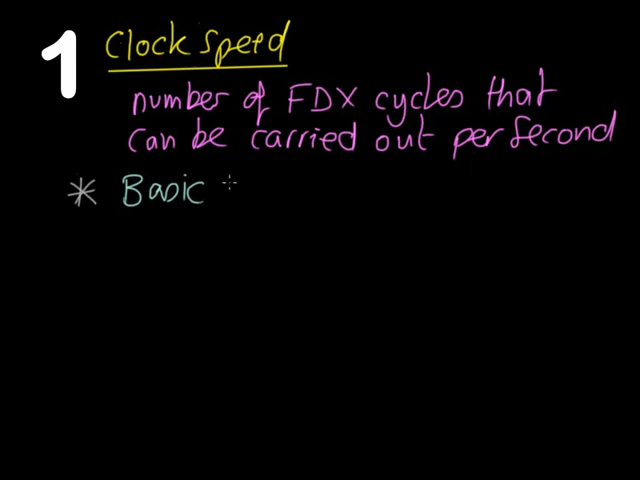 1 Clock speed
number of FDX cycles that
can be carried out per second
* Basic